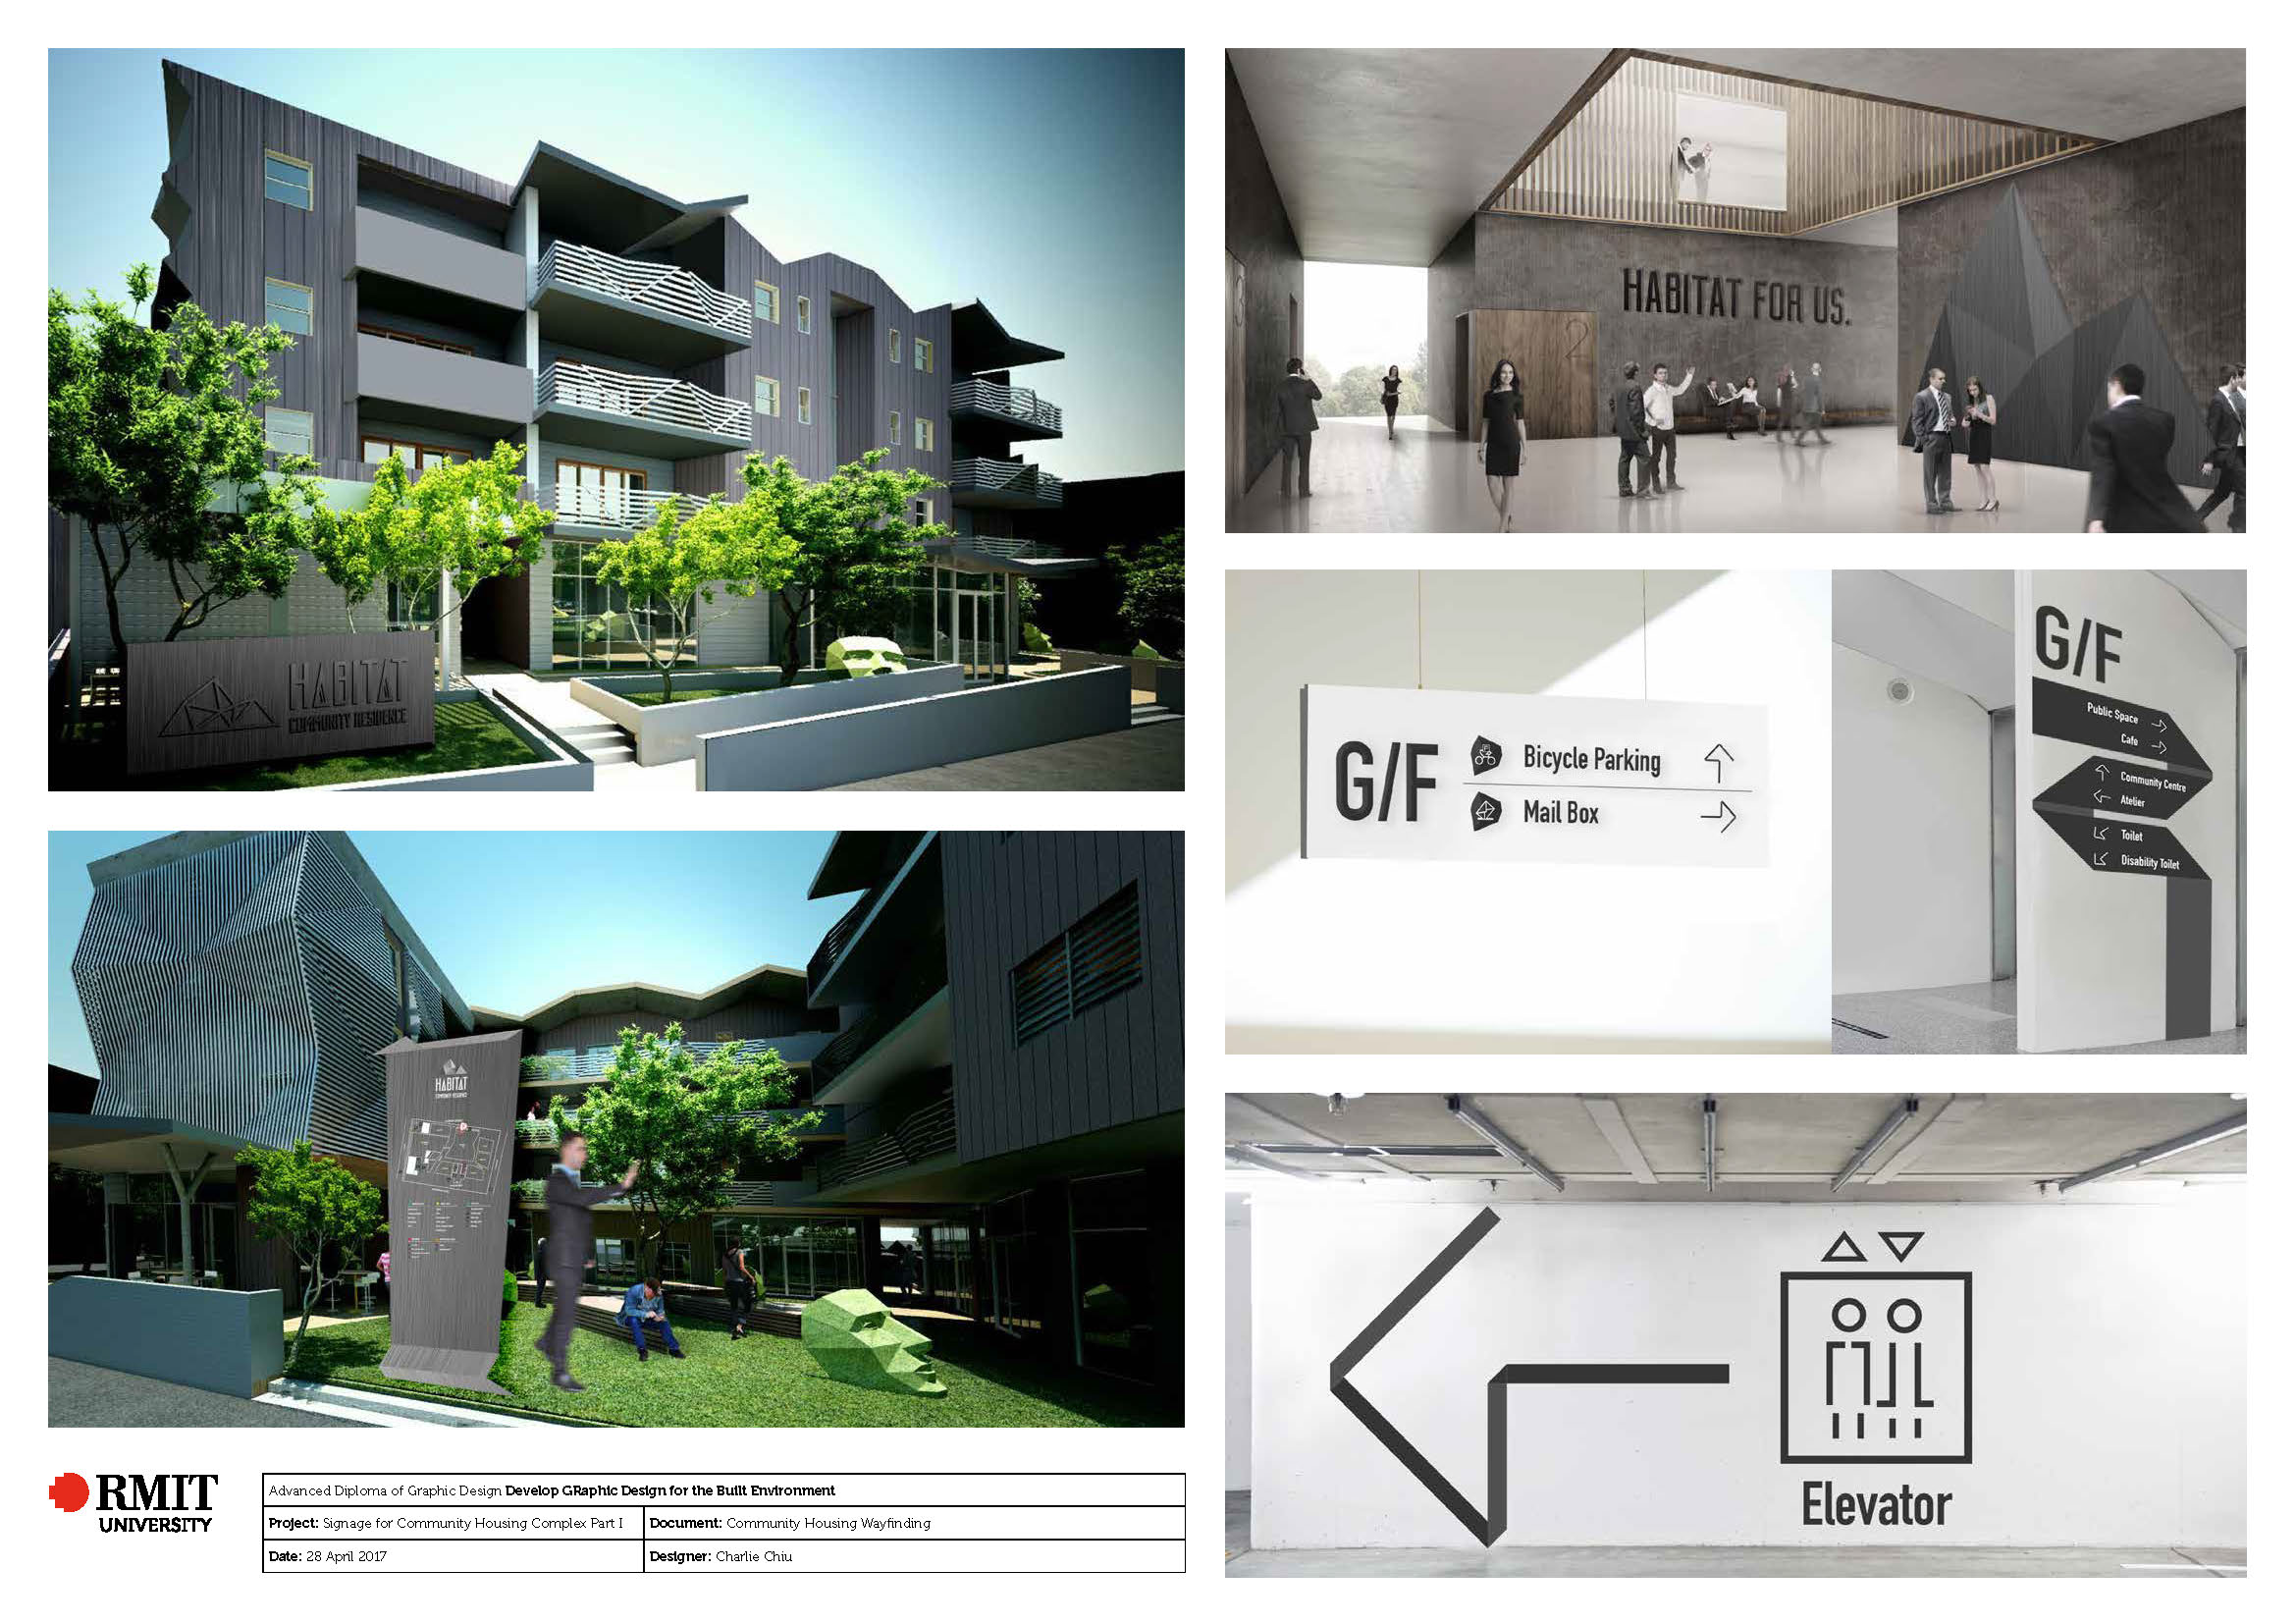 HABITAT
COMMUNITY RESIDENCE
HABITAT
COMMUNITY RESIDENCE
RMIT
UNIVERSITY
Advanced Diploma of Graphic Design Develop GRaphic Design for the Built Environment
Project: Signage for Community Housing Complex Part I
Document: Community Housing Wayfinding
Date: 28 April 2017
Designer: Charlie Chiu
3
2
HABITAT FOR US.
G/F
Bicycle Parking
Mail Box
G/F
Public Space
Cafe
Community Centre
Atelier
Toilet
Disability Toilet
Elevator